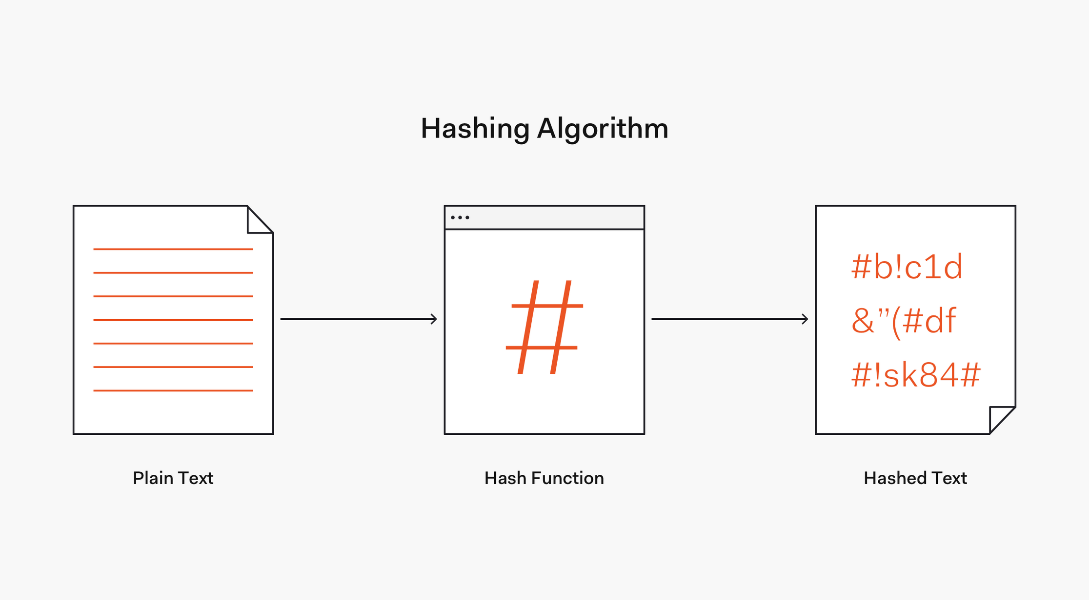 Hashing Algorithm
#
#b!c1d
&”(#df
#!sk84#
Plain Text
Hash Function
Hashed Text